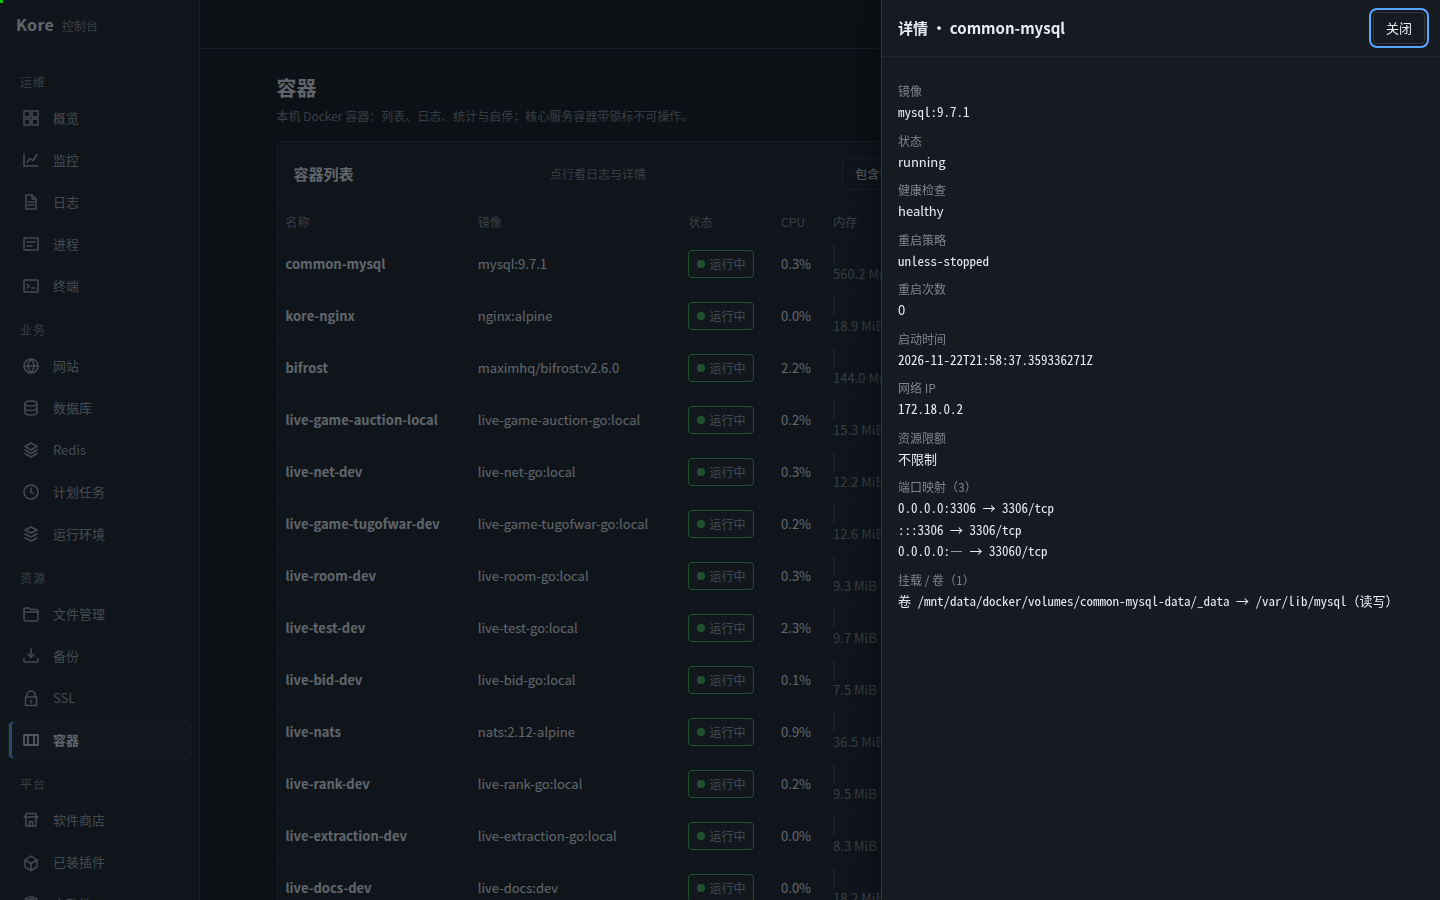 Kore 控制台
运维
概览
监控
日志
进程
终端
业务
网站
数据库
Redis
计划任务
运行环境
资源
文件管理
备份
SSL
容器
平台
软件商店
已装插件
容器
本机 Docker 容器：列表、日志、统计与启停；核心服务容器带锁标不可操作。
容器列表 点行看日志与详情 包含
名称 镜像 状态 CPU 内存
common-mysql mysql:9.7.1 运行中 0.3% 560.2 Mi
kore-nginx nginx:alpine 运行中 0.0% 18.9 MiB
bifrost maximhq/bifrost:v2.6.0 运行中 2.2% 144.0 Mi
live-game-auction-local live-game-auction-go:local 运行中 0.2% 15.3 MiB
live-net-dev live-net-go:local 运行中 0.3% 12.2 MiB
live-game-tugofwar-dev live-game-tugofwar-go:local 运行中 0.2% 12.6 MiB
live-room-dev live-room-go:local 运行中 0.3% 9.3 MiB
live-test-dev live-test-go:local 运行中 2.3% 9.7 MiB
live-bid-dev live-bid-go:local 运行中 0.1% 7.5 MiB
live-nats nats:2.12-alpine 运行中 0.9% 36.5 MiB
live-rank-dev live-rank-go:local 运行中 0.2% 9.5 MiB
live-extraction-dev live-extraction-go:local 运行中 0.0% 8.3 MiB
live-docs-dev live-docs:dev 运行中 0.0% 18.2 MiB
详情 · common-mysql 关闭
镜像
mysql:9.7.1
状态
running
健康检查
healthy
重启策略
unless-stopped
重启次数
0
启动时间
2026-11-22T21:58:37.359336271Z
网络 IP
172.18.0.2
资源限额
不限制
端口映射（3）
0.0.0.0:3306 → 3306/tcp
:::3306 → 3306/tcp
0.0.0.0:— → 33060/tcp
挂载 / 卷（1）
卷 /mnt/data/docker/volumes/common-mysql-data/_data → /var/lib/mysql（读写）